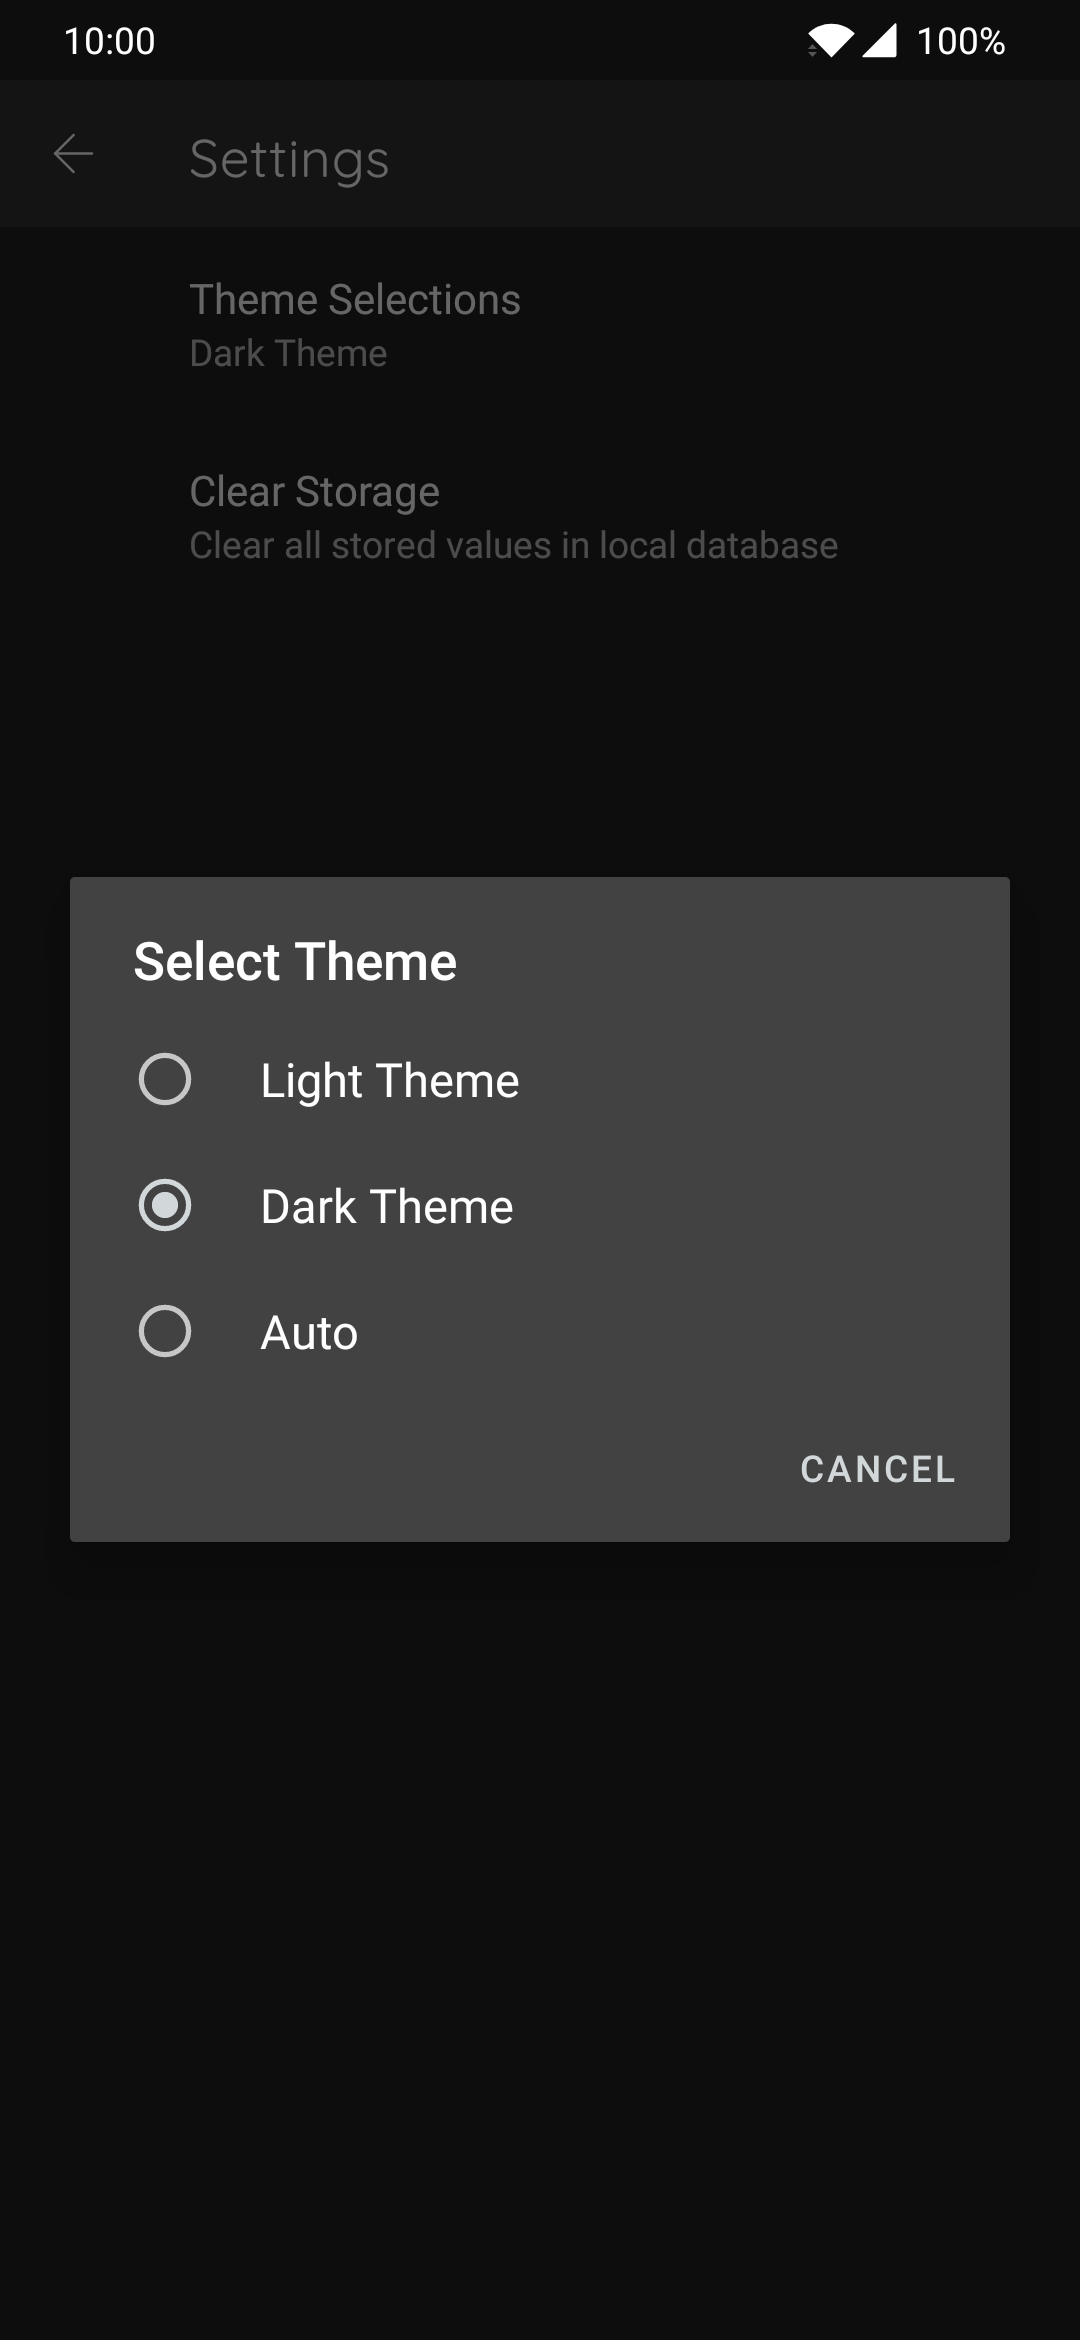 10:00
100%
Settings
Theme Selections
Dark Theme
Clear Storage
Clear all stored values in local database
Select Theme
Light Theme
Dark Theme
Auto
CANCEL